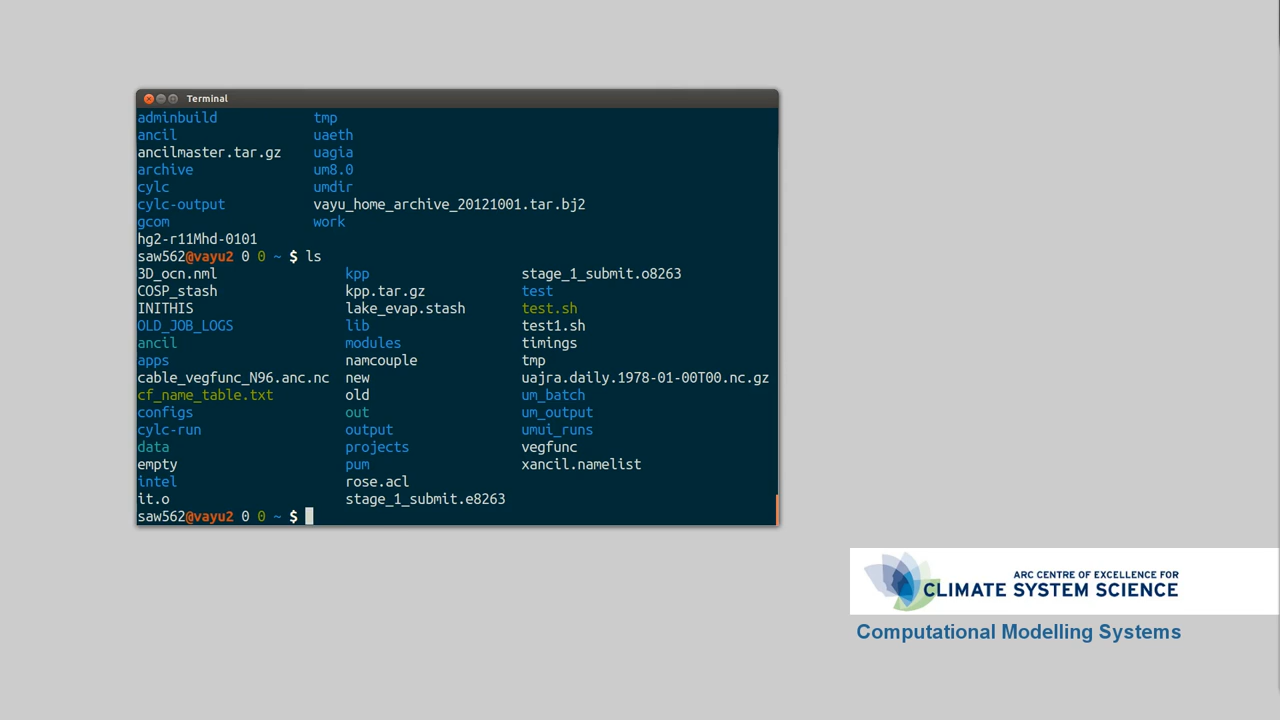 Terminal
adminbuild tmp
ancil uaeth
ancilmaster.tar.gz uagia
archive um8.0
cylc umdir
cylc-output vayu_home_archive_20121001.tar.bj2
gcom work
hg2-r11Mhd-0101
saw562@vayu2 0 0 ~ $ ls
3D_ocn.nml kpp stage_1_submit.o8263
COSP_stash kpp.tar.gz test
INITHIS lake_evap.stash test.sh
OLD_JOB_LOGS lib test1.sh
ancil modules timings
apps namcouple tmp
cable_vegfunc_N96.anc.nc new uajra.daily.1978-01-00T00.nc.gz
cf_name_table.txt old um_batch
configs out um_output
cylc-run output umui_runs
data projects vegfunc
empty pum xancil.namelist
intel rose.acl
it.o stage_1_submit.e8263
saw562@vayu2 0 0 ~ $
ARC CENTRE OF EXCELLENCE FOR
CLIMATE SYSTEM SCIENCE
Computational Modelling Systems